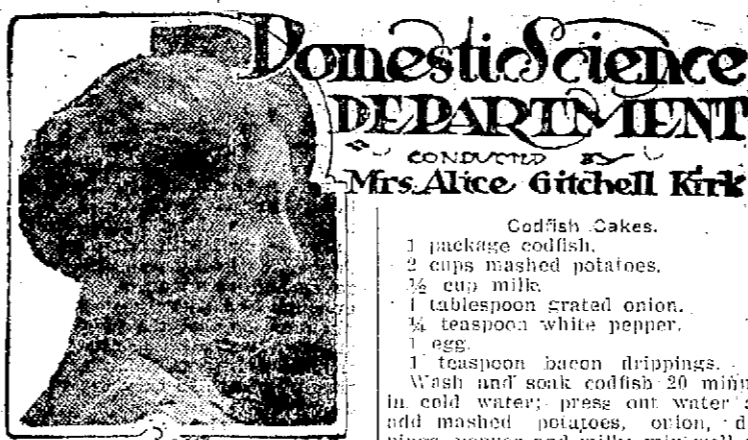 Domestic Science
DEPARTMENT
CONDUCTED BY
Mrs. Alice Gitchell Kirk
Codfish Cakes.
1 package codfish.
2 cups mashed potatoes.
½ cup milk.
1 tablespoon grated onion.
¼ teaspoon white pepper.
1 egg.
1 teaspoon bacon drippings.
Wash and soak codfish 20 minu
in cold water; press out water
add mashed potatoes, onion, d